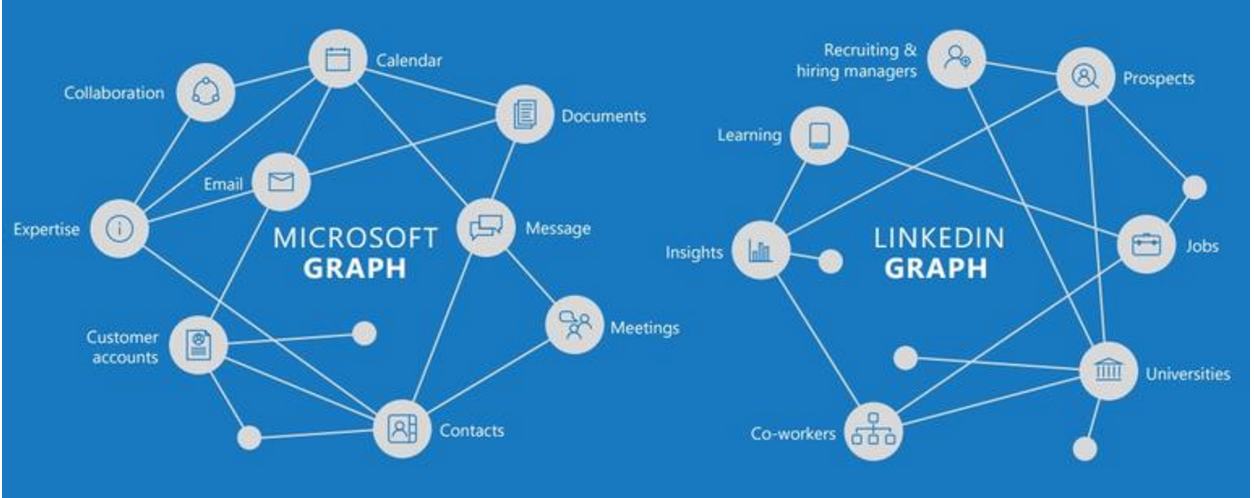 Calendar
Collaboration
Documents
Email
Expertise
MICROSOFT
GRAPH
Message
Customer
accounts
Meetings
Contacts
Recruiting &
hiring managers
Prospects
Learning
LINKEDIN
GRAPH
Insights
Jobs
Universities
Co-workers